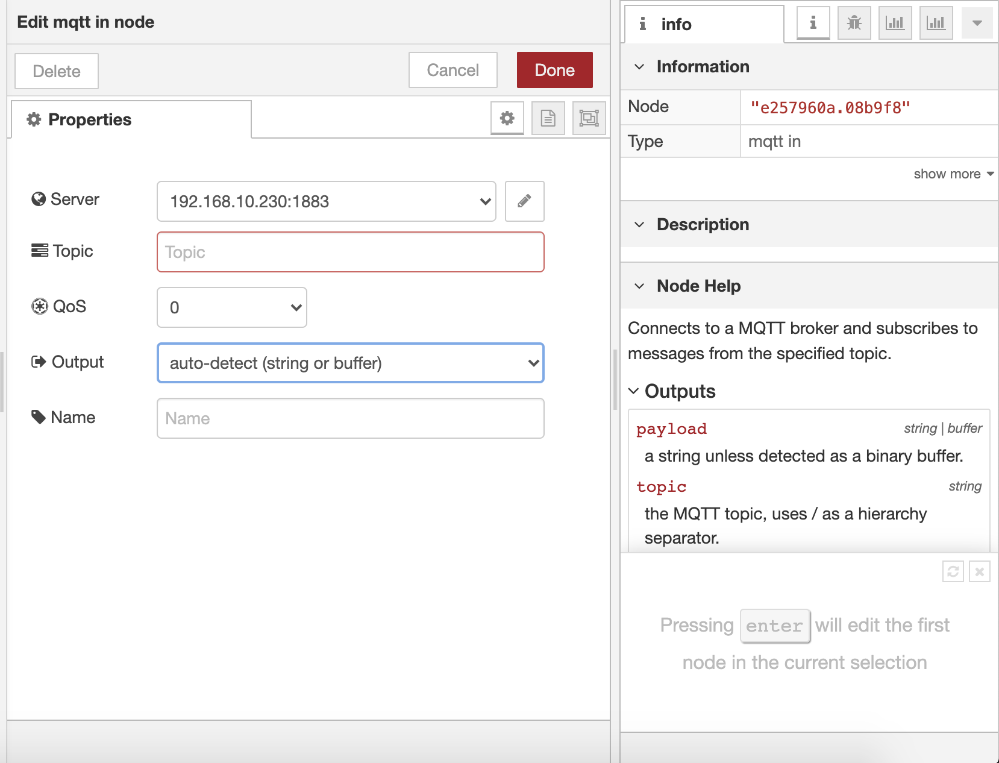 Edit mqtt in node
Delete
Cancel
Done
Properties
Server
192.168.10.230:1883
Topic
Topic
QoS
0
Output
auto-detect (string or buffer)
Name
Name
info
Information
Node
"e257960a.08b9f8"
Type
mqtt in
show more
Description
Node Help
Connects to a MQTT broker and subscribes to
messages from the specified topic.
Outputs
payload
string | buffer
a string unless detected as a binary buffer.
topic
string
the MQTT topic, uses / as a hierarchy
separator.
Pressing enter will edit the first
node in the current selection